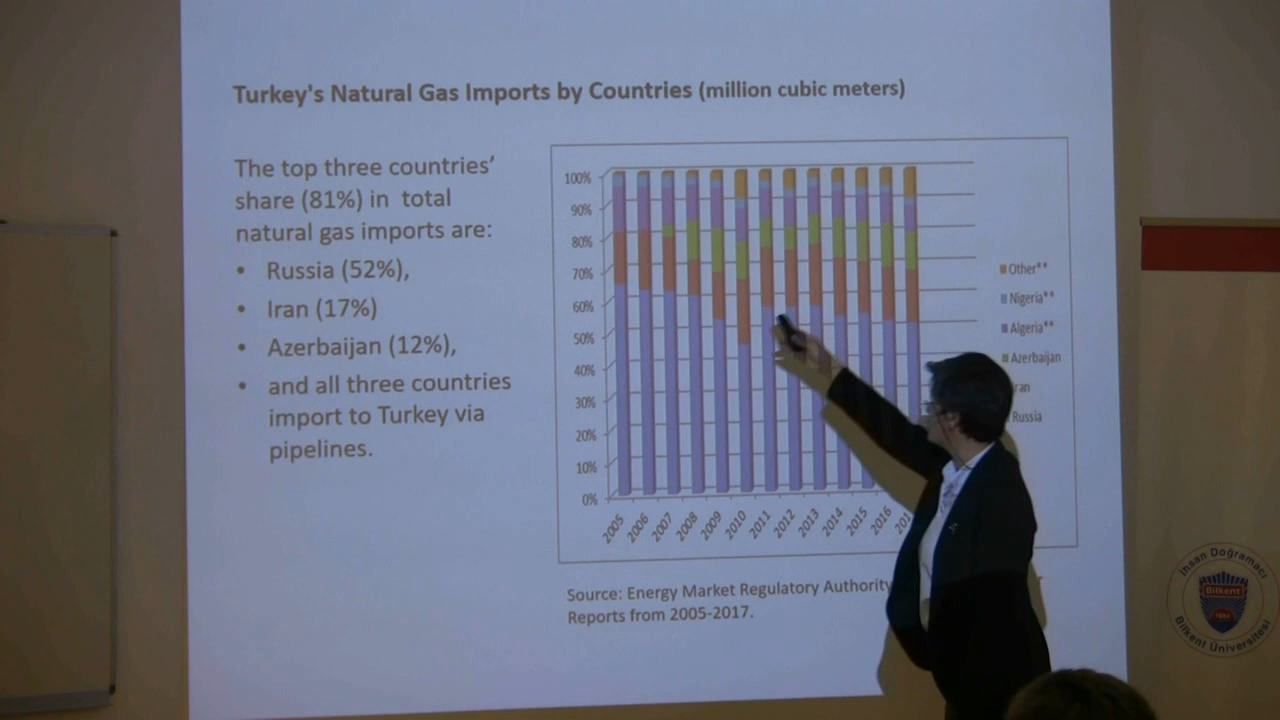 Turkey's Natural Gas Imports by Countries (million cubic meters)
The top three countries'
share (81%) in total
natural gas imports are:
• Russia (52%),
• Iran (17%)
• Azerbaijan (12%),
• and all three countries
import to Turkey via
pipelines.
100%
90%
80%
70%
60%
50%
40%
30%
20%
10%
0%
2005
2006
2007
2008
2009
2010
2011
2012
2013
2014
2015
2016
Other**
Nigeria**
Algeria**
Azerbaijan
Russia
Source: Energy Market Regulatory Authority
Reports from 2005-2017.
İhsan Doğramacı
Bilkent
1984
Bilkent Üniversitesi